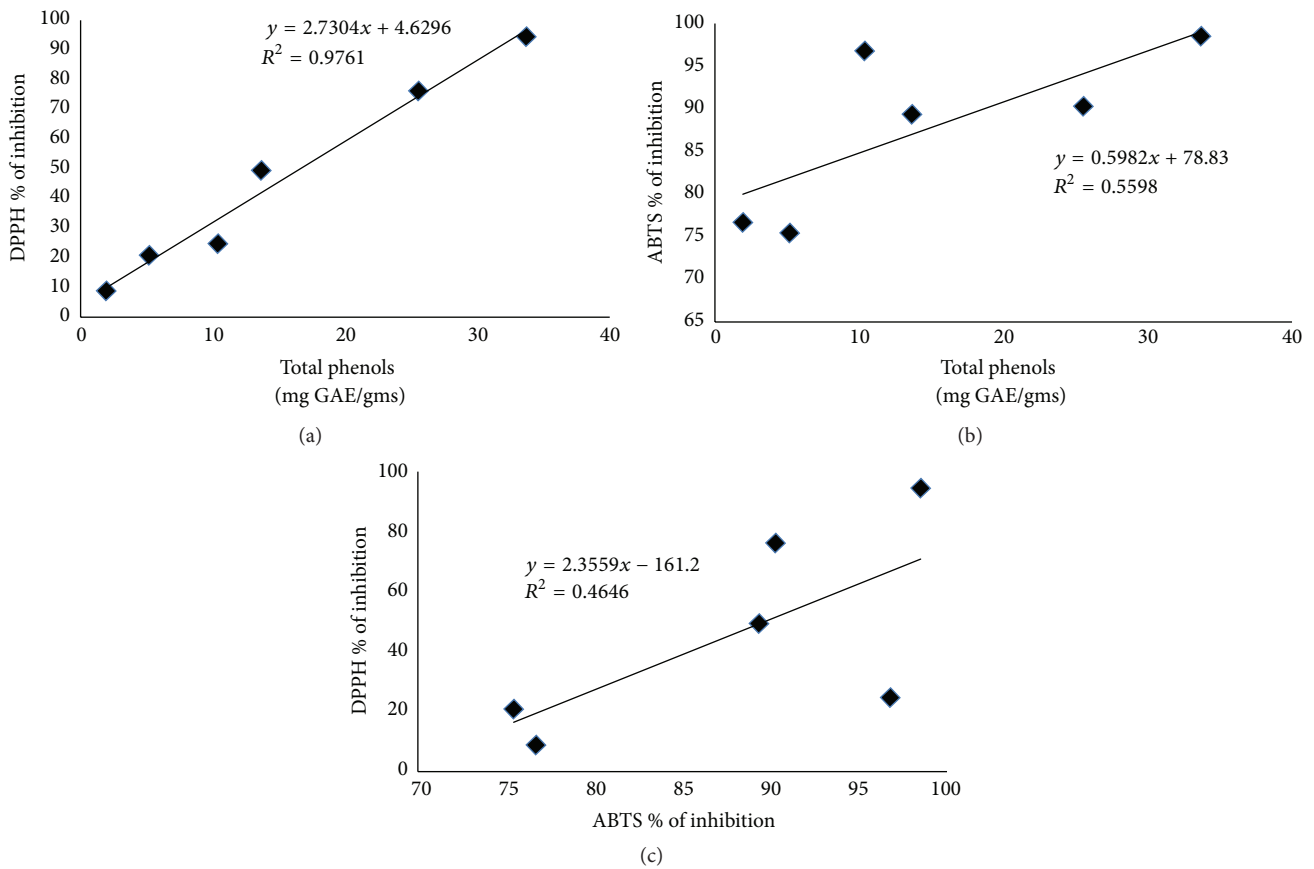 100
90
80
70
60
50
40
30
20
10
0
DPPH % of inhibition
y = 2.7304x + 4.6296
R² = 0.9761
0 10 20 30 40
Total phenols
(mg GAE/gms)
(a)
100
95
90
85
80
75
70
65
ABTS % of inhibition
y = 0.5982x + 78.83
R² = 0.5598
0 10 20 30 40
Total phenols
(mg GAE/gms)
(b)
100
80
60
40
20
0
DPPH % of inhibition
y = 2.3559x − 161.2
R² = 0.4646
70 75 80 85 90 95 100
ABTS % of inhibition
(c)